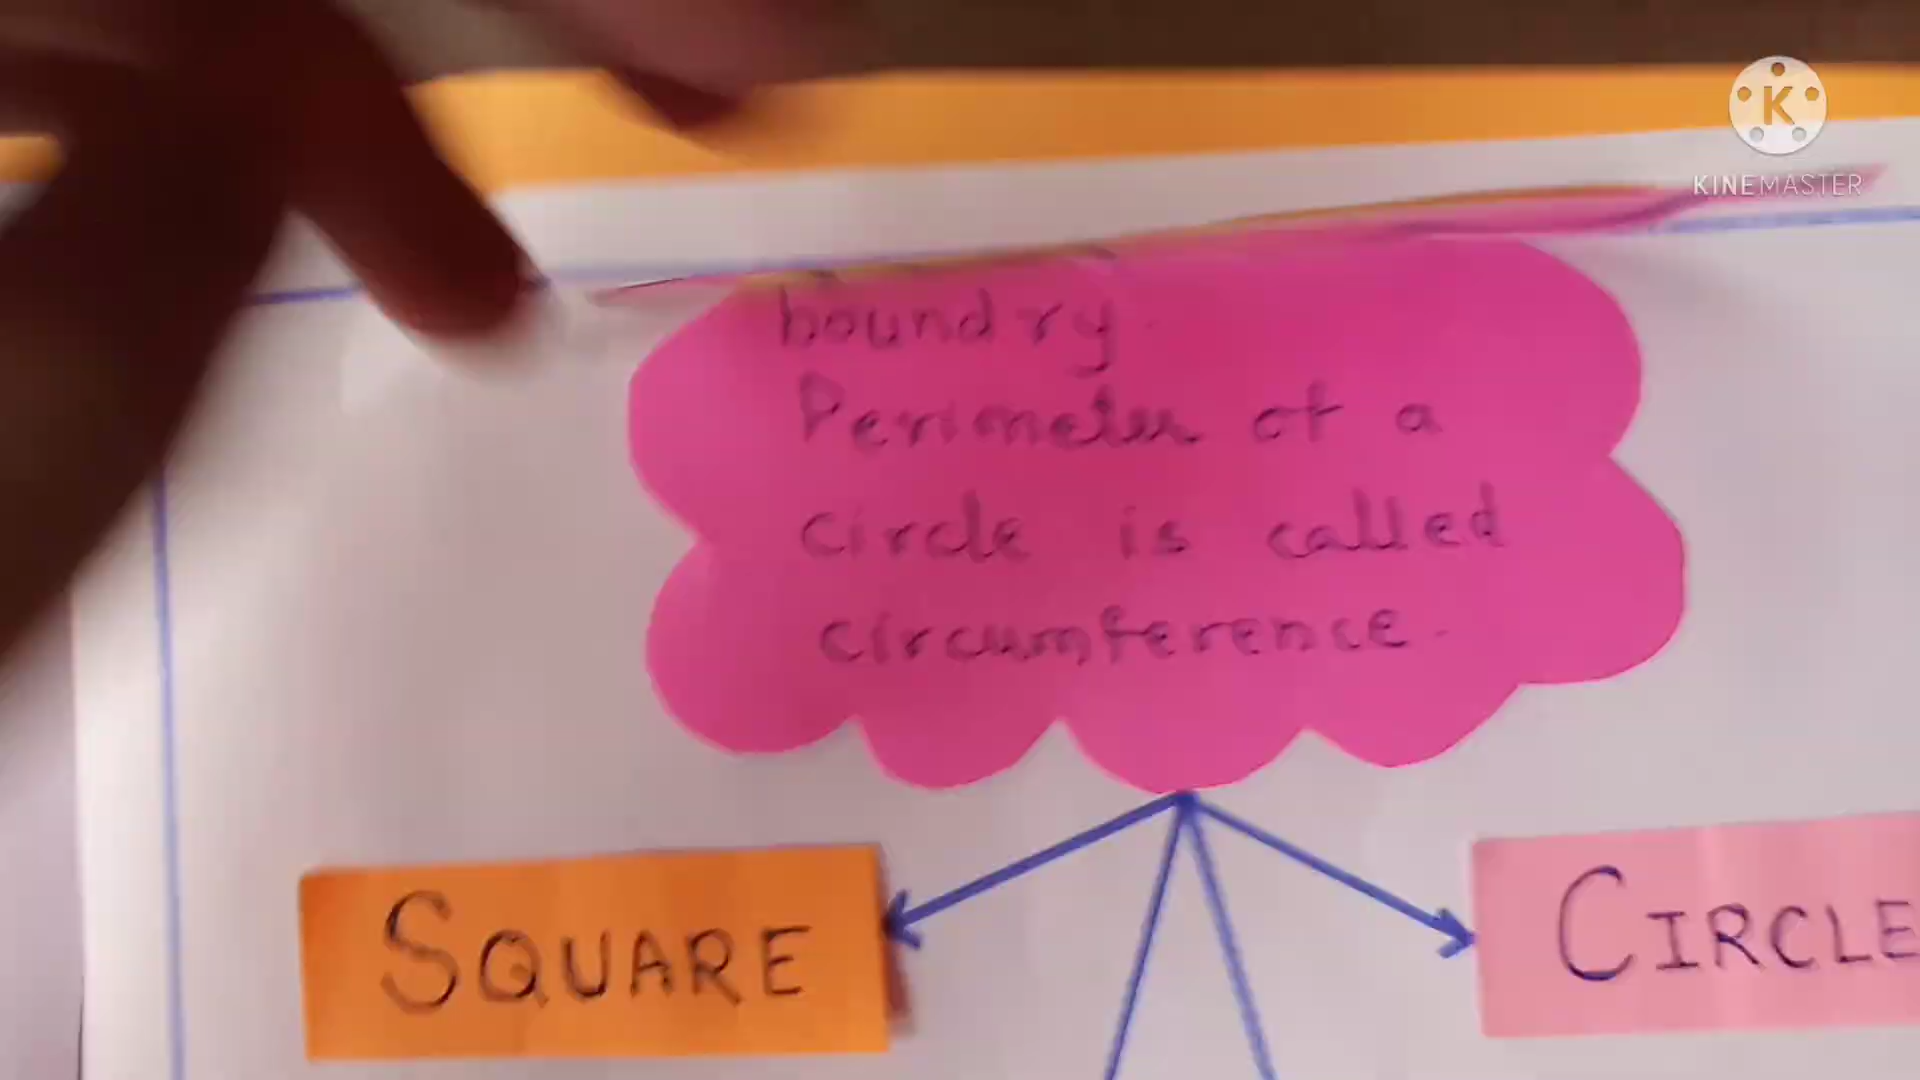 KINEMASTER
boundry.
Perimeter of a
circle is called
circumference.
SQUARE
CIRCLE